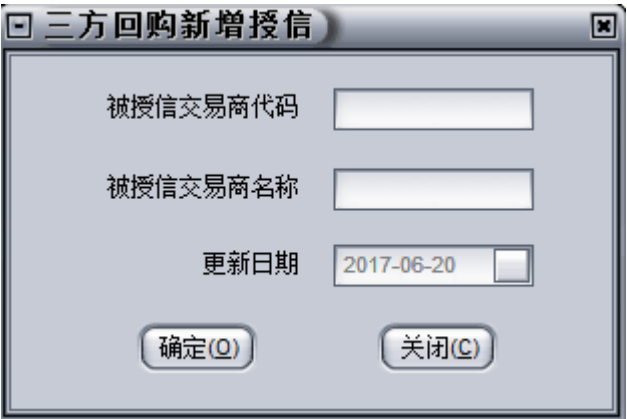 三方回购新增授信
被授信交易商代码
被授信交易商名称
更新日期 2017-06-20
确定(O) 关闭(C)